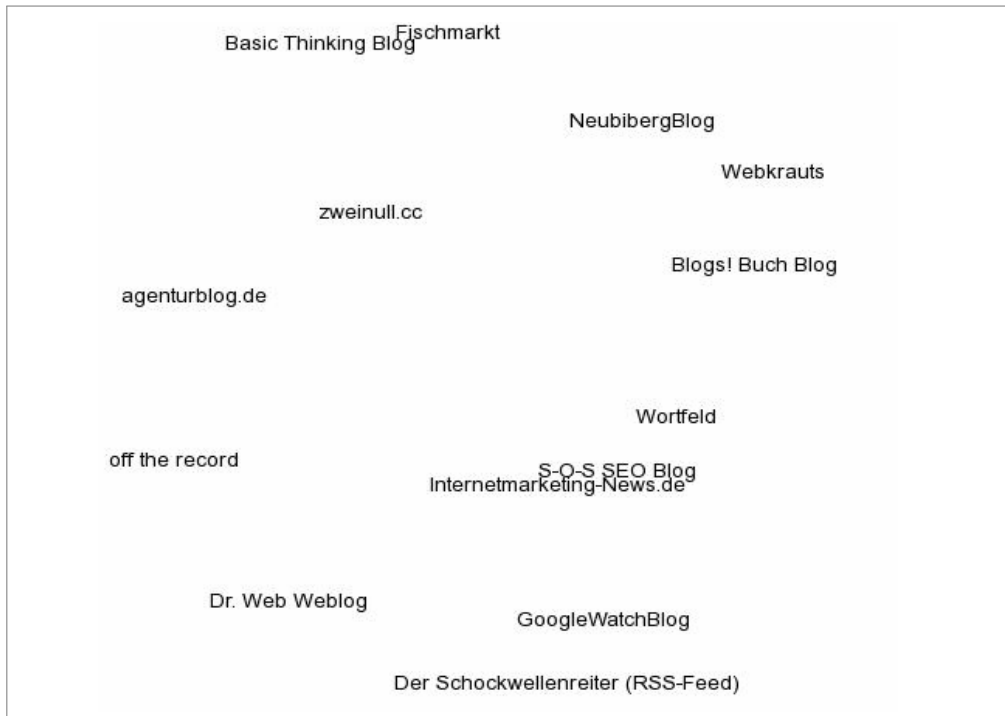 Fischmarkt
Basic Thinking Blog
NeubibergBlog
Webkrauts
zweinull.cc
Blogs! Buch Blog
agenturblog.de
Wortfeld
off the record
S-O-S SEO Blog
Internetmarketing-News.de
Dr. Web Weblog
GoogleWatchBlog
Der Schockwellenreiter (RSS-Feed)